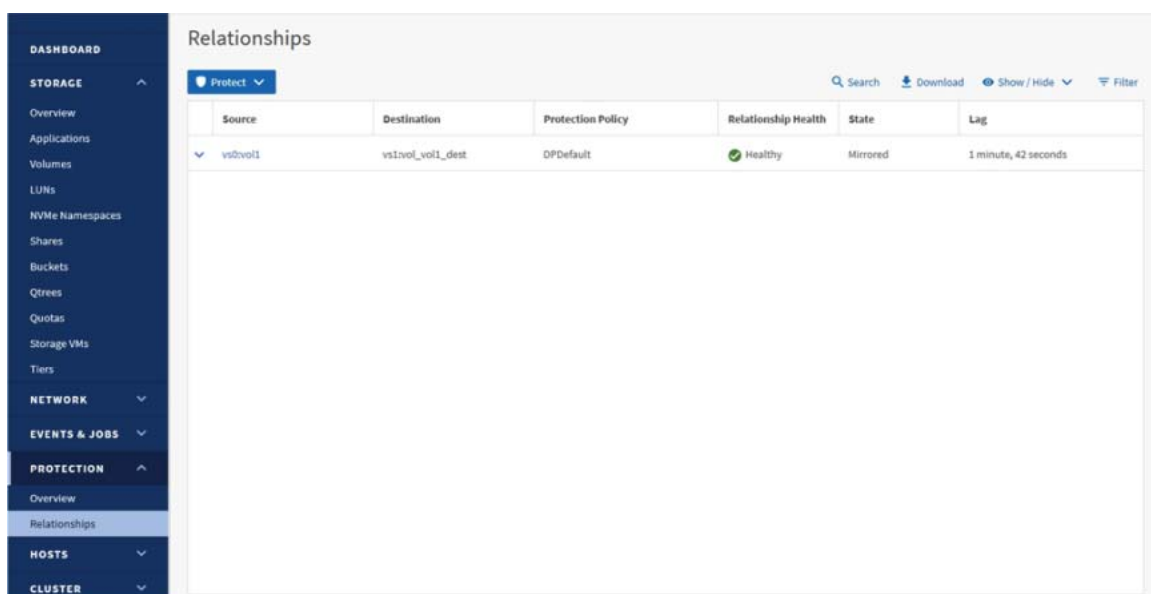 DASHBOARD
STORAGE
Overview
Applications
Volumes
LUNs
NVMe Namespaces
Shares
Buckets
Qtrees
Quotas
Storage VMs
Tiers
NETWORK
EVENTS & JOBS
PROTECTION
Overview
Relationships
HOSTS
CLUSTER
Relationships
Protect
Search Download Show / Hide Filter
Source Destination Protection Policy Relationship Health State Lag
vs0:vol1 vs1:vol_vol1_dest DPDefault Healthy Mirrored 1 minute, 42 seconds